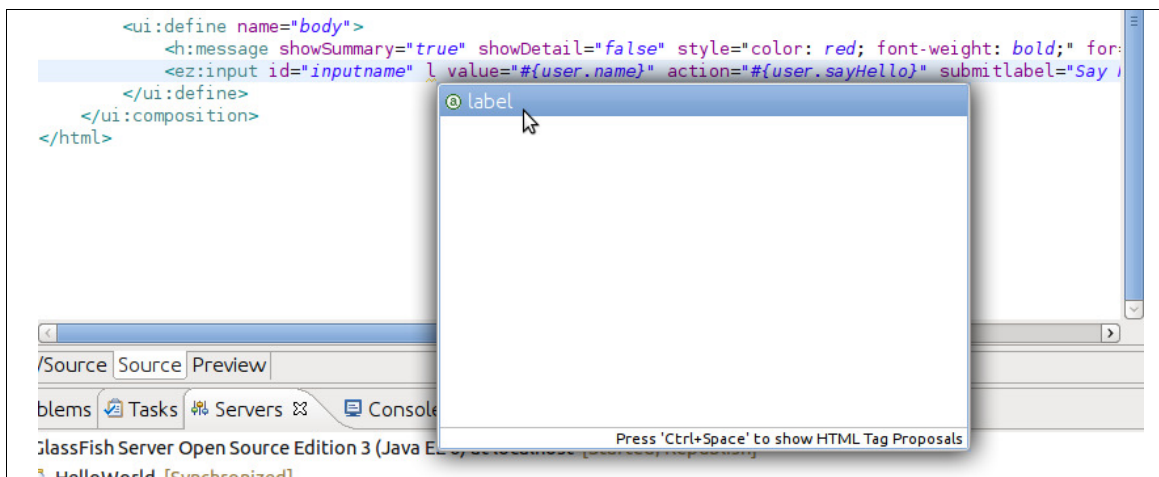 <ui:define name="body">
<h:message showSummary="true" showDetail="false" style="color: red; font-weight: bold;" for
<ez:input id="inputname" l value="#{user.name}" action="#{user.sayHello}" submitlabel="Say
</ui:define>
</ui:composition>
</html>
label
Press 'Ctrl+Space' to show HTML Tag Proposals
/Source Source Preview
blems Tasks Servers Console
GlassFish Server Open Source Edition 3 (Java E at localhost [Started, Republish]
HelloWorld [Synchronized]